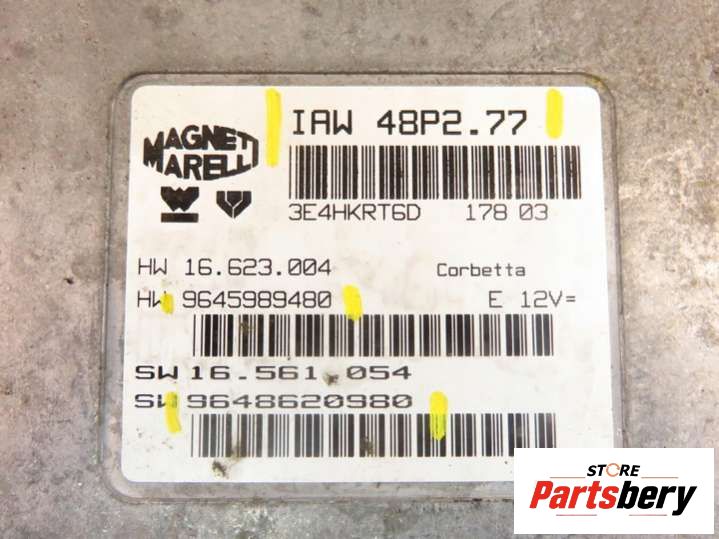 MAGNETI
MARELLI
IAW 48P2.77
3E4HKRT6D 178 03
HW 16.623.004 Corbetta
HW 9645989480 E 12V=
SW 16.561.054
SW 9648620980
STORE
Partsbery